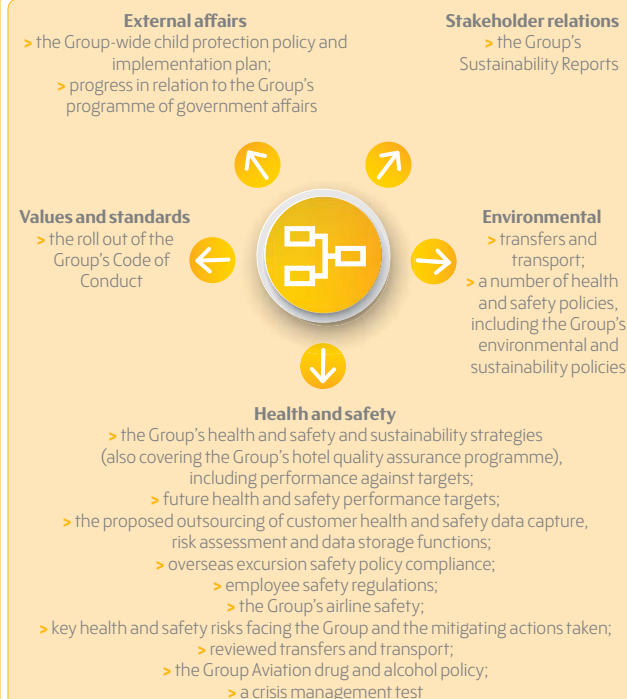 External affairs
> the Group-wide child protection policy and
implementation plan;
> progress in relation to the Group's
programme of government affairs
Stakeholder relations
> the Group's
Sustainability Reports
Values and standards
> the roll out of the
Group's Code of
Conduct
Environmental
> transfers and
transport;
> a number of health
and safety policies,
including the Group's
environmental and
sustainability policies
Health and safety
> the Group's health and safety and sustainability strategies
(also covering the Group's hotel quality assurance programme),
including performance against targets;
> future health and safety performance targets;
> the proposed outsourcing of customer health and safety data capture,
risk assessment and data storage functions;
> overseas excursion safety policy compliance;
> employee safety regulations;
> the Group's airline safety;
> key health and safety risks facing the Group and the mitigating actions taken;
> reviewed transfers and transport;
> the Group Aviation drug and alcohol policy;
> a crisis management test